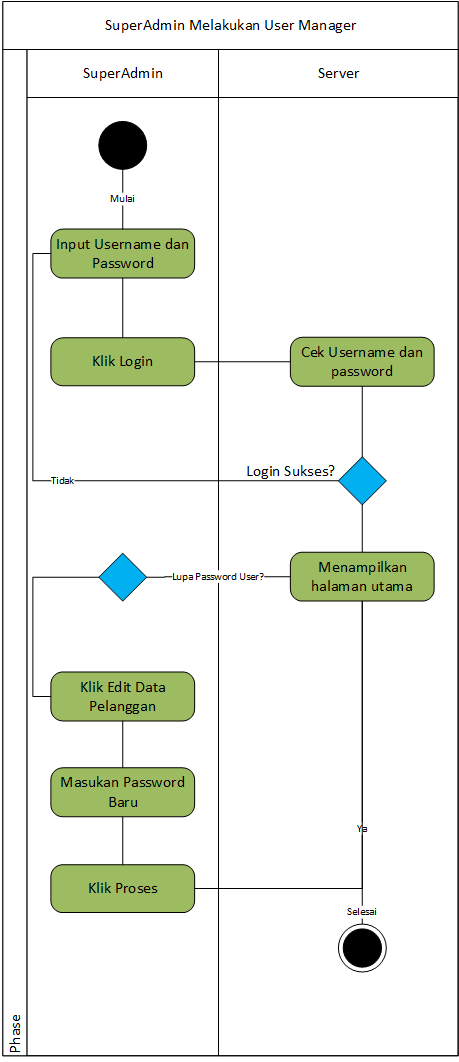 SuperAdmin Melakukan User Manager
SuperAdmin
Server
Mulai
Input Username dan
Password
Klik Login
Cek Username dan
password
Login Sukses?
Tidak
Lupa Password User?
Menampilkan
halaman utama
Klik Edit Data
Pelanggan
Masukan Password
Baru
Ya
Klik Proses
Selesai
Phase